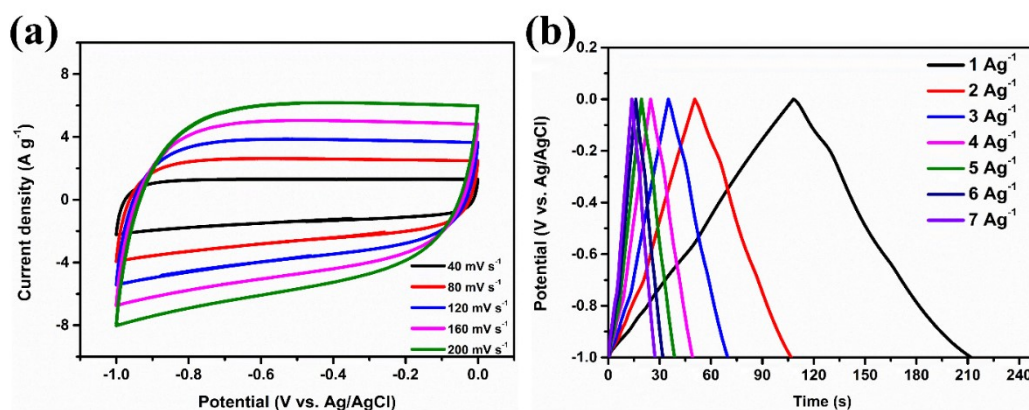 (a)
Current density (A g⁻¹)
8
4
0
-4
-8
40 mV s⁻¹
80 mV s⁻¹
120 mV s⁻¹
160 mV s⁻¹
200 mV s⁻¹
-1.0 -0.8 -0.6 -0.4 -0.2 0.0
Potential (V vs. Ag/AgCl)
(b)
Potential (V vs. Ag/AgCl)
0.2
0.0
-0.2
-0.4
-0.6
-0.8
-1.0
1 Ag⁻¹
2 Ag⁻¹
3 Ag⁻¹
4 Ag⁻¹
5 Ag⁻¹
6 Ag⁻¹
7 Ag⁻¹
0 30 60 90 120 150 180 210 240
Time (s)